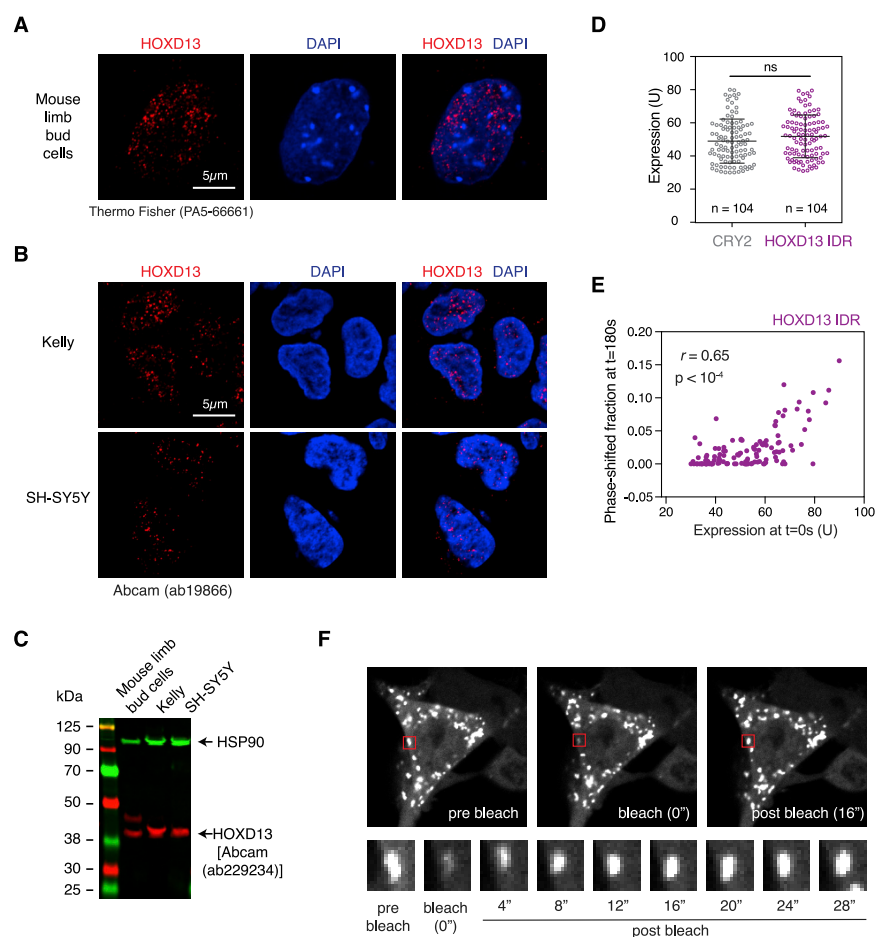 A
HOXD13
DAPI
HOXD13 DAPI
Mouse
limb
bud
cells
5µm
Thermo Fisher (PA5-66661)
B
HOXD13
DAPI
HOXD13 DAPI
Kelly
5µm
SH-SY5Y
Abcam (ab19866)
C
Mouse limb
bud cells
Kelly
SH-SY5Y
kDa
125
90
70
50
38
30
25
HSP90
HOXD13
[Abcam
(ab229234)]
D
Expression (U)
100
80
60
40
20
0
ns
n = 104
n = 104
CRY2
HOXD13 IDR
E
HOXD13 IDR
Phase-shifted fraction at t=180s
0.20
0.15
0.10
0.05
0.00
-0.05
r = 0.65
p < 10-4
20
40
60
80
100
Expression at t=0s (U)
F
pre bleach
bleach (0”)
post bleach (16”)
pre
bleach
bleach
(0”)
4”
8”
12”
16”
20”
24”
28”
post bleach